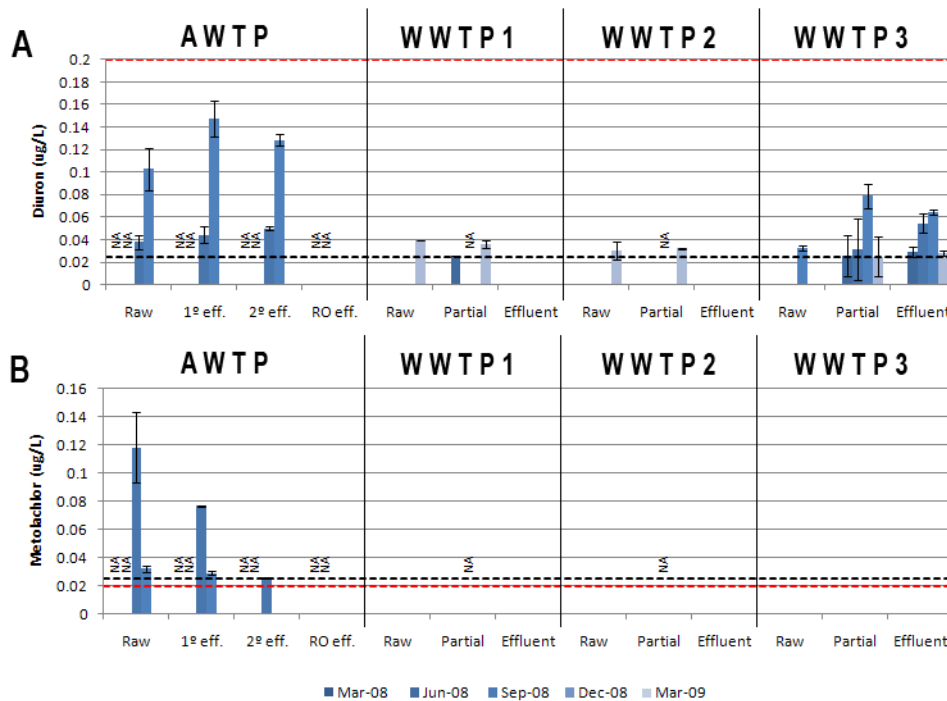 A
AWTP WWTP1 WWTP2 WWTP3
Diuron (ug/L)
0.2
0.18
0.16
0.14
0.12
0.1
0.08
0.06
0.04
0.02
0
NA NA NA NA NA NA NA NA NA NA
Raw 1º eff. 2º eff. RO eff. Raw Partial Effluent Raw Partial Effluent Raw Partial Effluent
B
AWTP WWTP1 WWTP2 WWTP3
Metolachlor (ug/L)
0.16
0.14
0.12
0.1
0.08
0.06
0.04
0.02
0
NA NA NA NA NA NA NA NA NA NA
Raw 1º eff. 2º eff. RO eff. Raw Partial Effluent Raw Partial Effluent Raw Partial Effluent
Mar-08 Jun-08 Sep-08 Dec-08 Mar-09